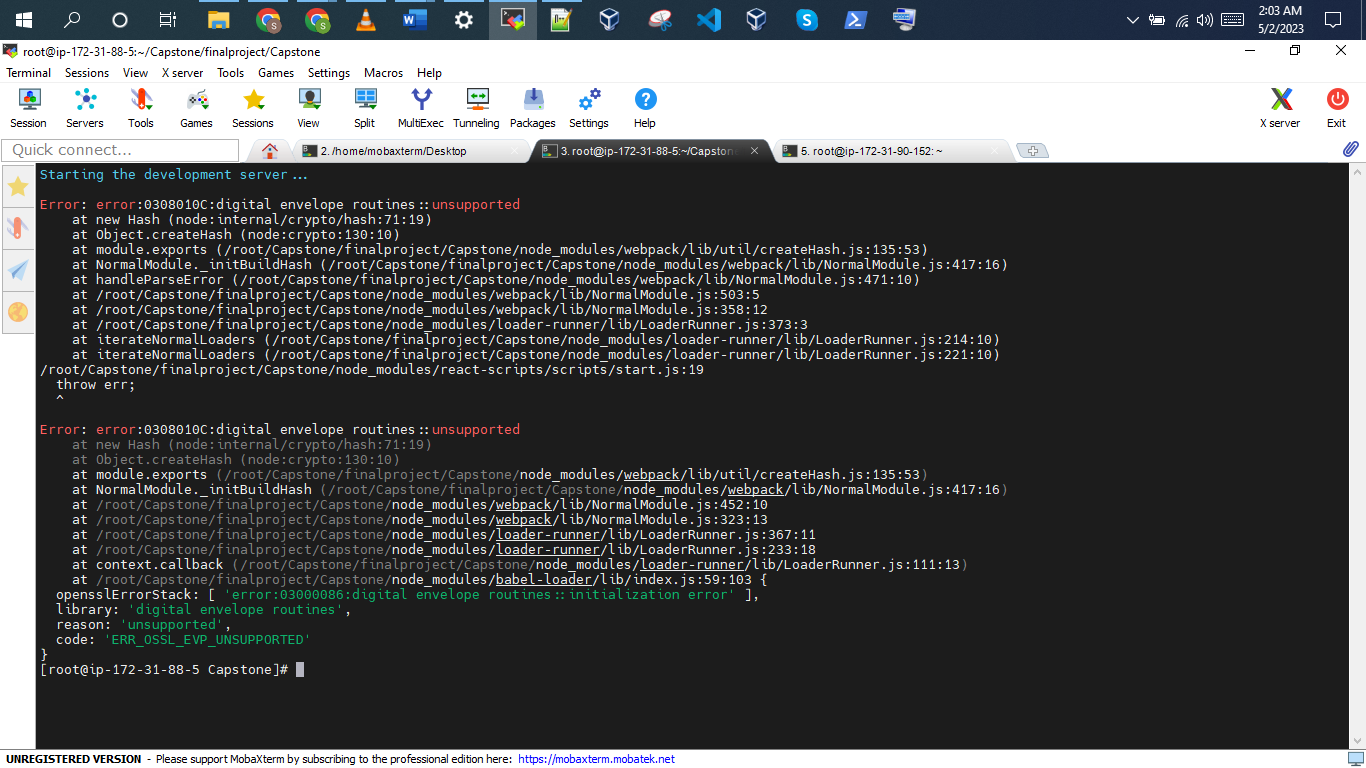 2:03 AM
5/2/2023
root@ip-172-31-88-5:~/Capstone/finalproject/Capstone
Terminal Sessions View X server Tools Games Settings Macros Help
Session Servers Tools Games Sessions View Split MultiExec Tunneling Packages Settings Help X server Exit
Quick connect...
2. /home/mobaxterm/Desktop
3. root@ip-172-31-88-5:~/Capstone
5. root@ip-172-31-90-152: ~
Starting the development server...
Error: error:0308010C:digital envelope routines::unsupported
    at new Hash (node:internal/crypto/hash:71:19)
    at Object.createHash (node:crypto:130:10)
    at module.exports (/root/Capstone/finalproject/Capstone/node_modules/webpack/lib/util/createHash.js:135:53)
    at NormalModule._initBuildHash (/root/Capstone/finalproject/Capstone/node_modules/webpack/lib/NormalModule.js:417:16)
    at handleParseError (/root/Capstone/finalproject/Capstone/node_modules/webpack/lib/NormalModule.js:471:10)
    at /root/Capstone/finalproject/Capstone/node_modules/webpack/lib/NormalModule.js:503:5
    at /root/Capstone/finalproject/Capstone/node_modules/webpack/lib/NormalModule.js:358:12
    at /root/Capstone/finalproject/Capstone/node_modules/loader-runner/lib/LoaderRunner.js:373:3
    at iterateNormalLoaders (/root/Capstone/finalproject/Capstone/node_modules/loader-runner/lib/LoaderRunner.js:214:10)
    at iterateNormalLoaders (/root/Capstone/finalproject/Capstone/node_modules/loader-runner/lib/LoaderRunner.js:221:10)
/root/Capstone/finalproject/Capstone/node_modules/react-scripts/scripts/start.js:19
  throw err;
  ^
Error: error:0308010C:digital envelope routines::unsupported
    at new Hash (node:internal/crypto/hash:71:19)
    at Object.createHash (node:crypto:130:10)
    at module.exports (/root/Capstone/finalproject/Capstone/node_modules/webpack/lib/util/createHash.js:135:53)
    at NormalModule._initBuildHash (/root/Capstone/finalproject/Capstone/node_modules/webpack/lib/NormalModule.js:417:16)
    at /root/Capstone/finalproject/Capstone/node_modules/webpack/lib/NormalModule.js:452:10
    at /root/Capstone/finalproject/Capstone/node_modules/webpack/lib/NormalModule.js:323:13
    at /root/Capstone/finalproject/Capstone/node_modules/loader-runner/lib/LoaderRunner.js:367:11
    at /root/Capstone/finalproject/Capstone/node_modules/loader-runner/lib/LoaderRunner.js:233:18
    at context.callback (/root/Capstone/finalproject/Capstone/node_modules/loader-runner/lib/LoaderRunner.js:111:13)
    at /root/Capstone/finalproject/Capstone/node_modules/babel-loader/lib/index.js:59:103 {
  opensslErrorStack: [ 'error:03000086:digital envelope routines::initialization error' ],
  library: 'digital envelope routines',
  reason: 'unsupported',
  code: 'ERR_OSSL_EVP_UNSUPPORTED'
}
[root@ip-172-31-88-5 Capstone]#
UNREGISTERED VERSION - Please support MobaXterm by subscribing to the professional edition here: https://mobaxterm.mobatek.net